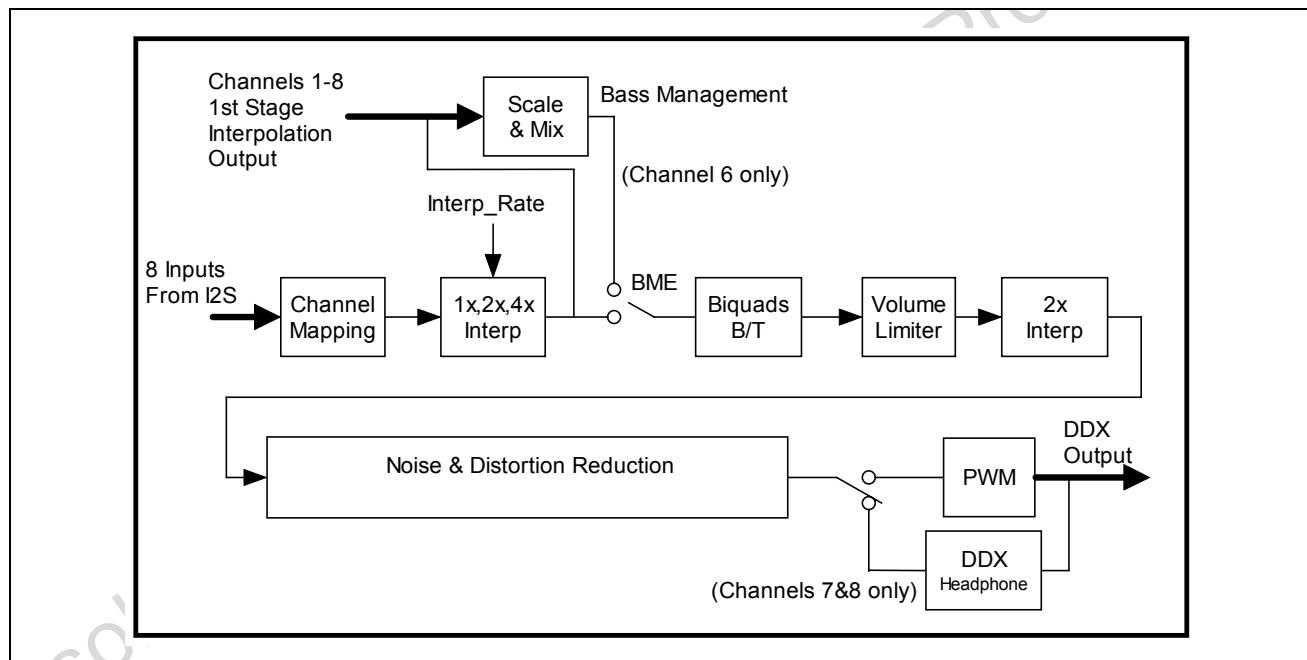 Channels 1-8
1st Stage
Interpolation
Output
Scale
& Mix
Bass Management
(Channel 6 only)
Interp_Rate
8 Inputs
From I2S
Channel
Mapping
1x,2x,4x
Interp
BME
Biquads
B/T
Volume
Limiter
2x
Interp
Noise & Distortion Reduction
PWM
DDX
Output
DDX
Headphone
(Channels 7&8 only)